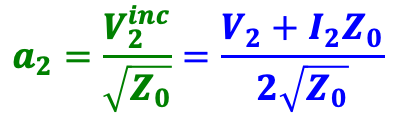 a₂ = V₂ⁱⁿᶜ / √Z₀ = (V₂ + I₂Z₀) / (2√Z₀)